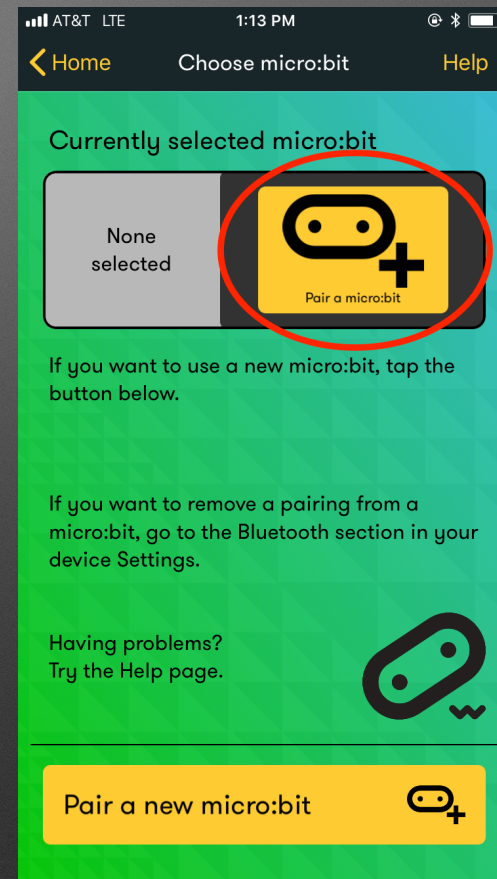 AT&T LTE 1:13 PM
Home Choose micro:bit Help
Currently selected micro:bit
None
selected
Pair a micro:bit
If you want to use a new micro:bit, tap the
button below.
If you want to remove a pairing from a
micro:bit, go to the Bluetooth section in your
device Settings.
Having problems?
Try the Help page.
Pair a new micro:bit